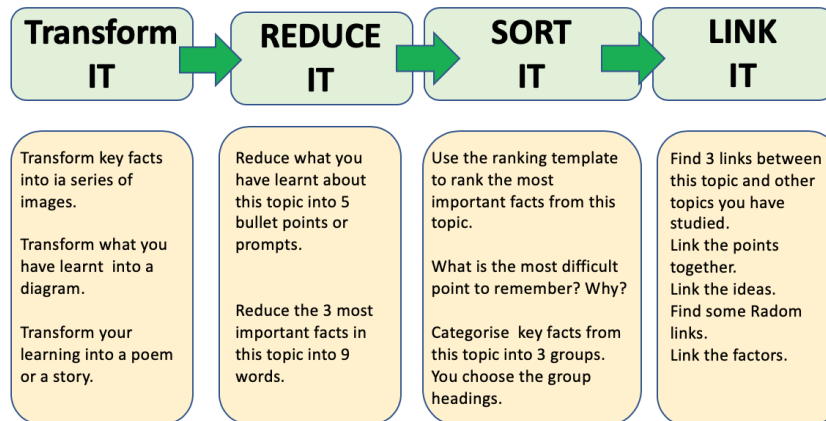 Transform
IT
REDUCE
IT
SORT
IT
LINK
IT
Transform key facts
into ia series of
images.
Transform what you
have learnt into a
diagram.
Transform your
learning into a poem
or a story.
Reduce what you
have learnt about
this topic into 5
bullet points or
prompts.
Reduce the 3 most
important facts in
this topic into 9
words.
Use the ranking template
to rank the most
important facts from this
topic.
What is the most difficult
point to remember? Why?
Categorise key facts from
this topic into 3 groups.
You choose the group
headings.
Find 3 links between
this topic and other
topics you have
studied.
Link the points
together.
Link the ideas.
Find some Radom
links.
Link the factors.